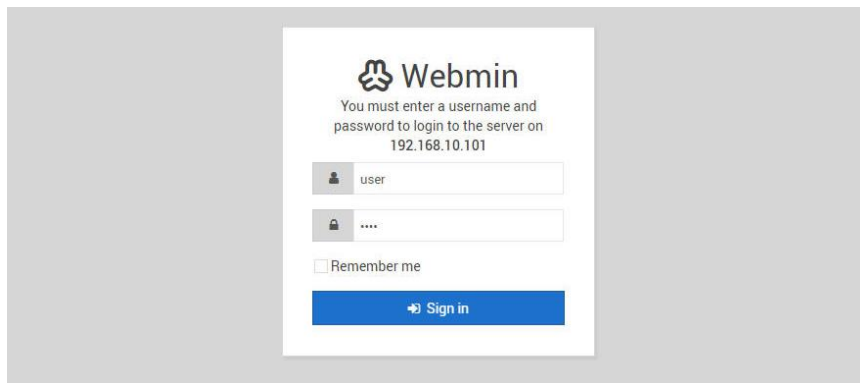 Webmin
You must enter a username and
password to login to the server on
192.168.10.101
user
••••
Remember me
Sign in